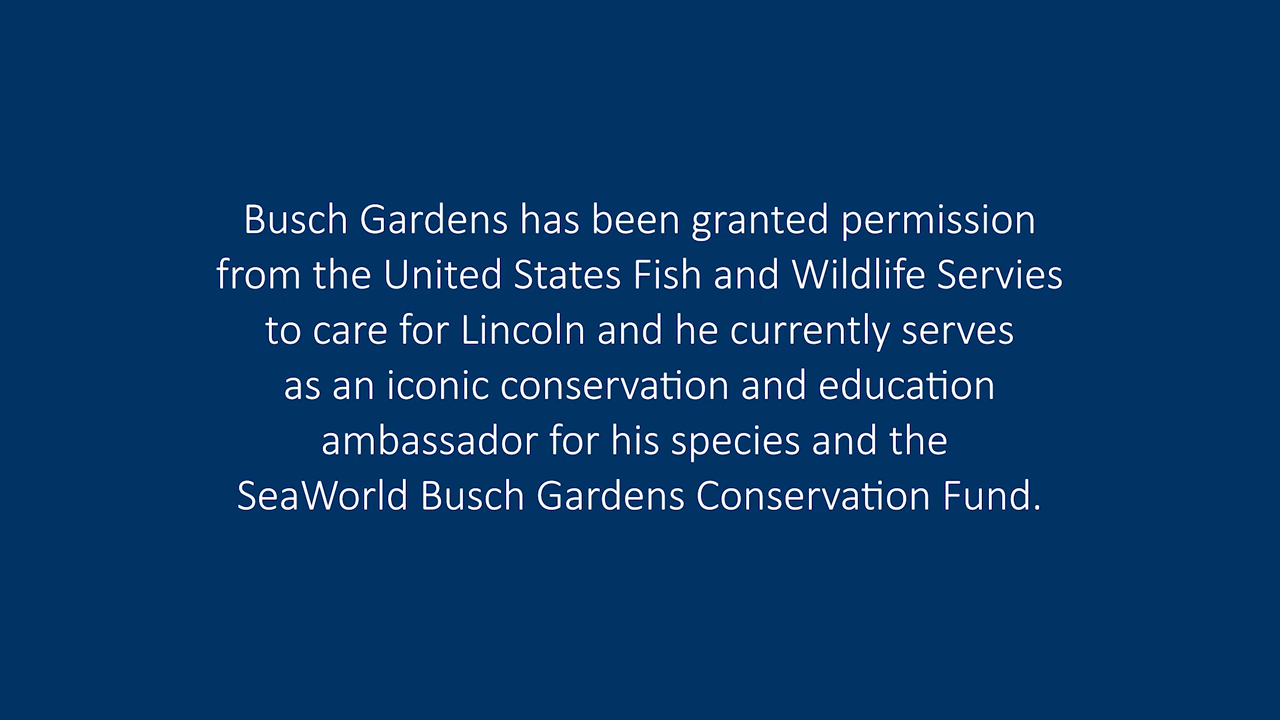 Busch Gardens has been granted permission
from the United States Fish and Wildlife Servies
to care for Lincoln and he currently serves
as an iconic conservation and education
ambassador for his species and the
SeaWorld Busch Gardens Conservation Fund.